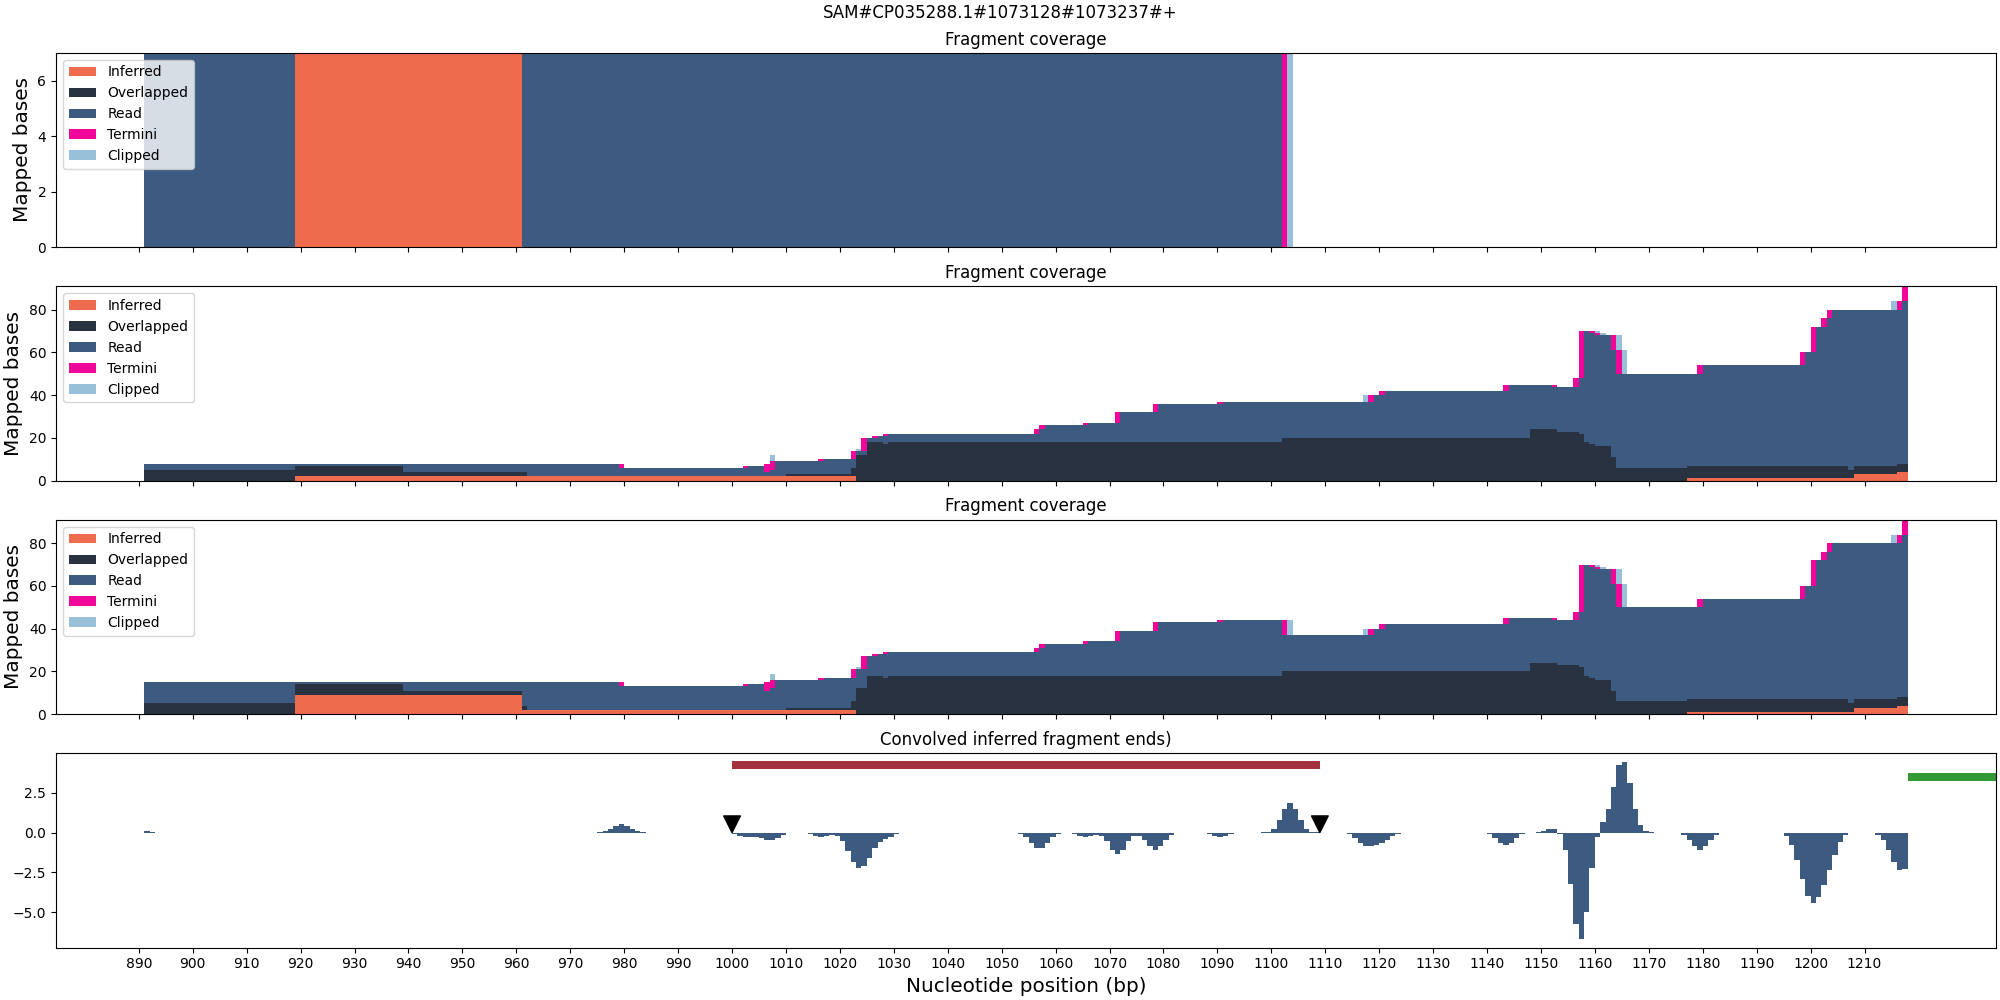 SAM#CP035288.1#1073128#1073237#+
Fragment coverage
Mapped bases
6
4
2
0
Inferred
Overlapped
Read
Termini
Clipped
Fragment coverage
Mapped bases
80
60
40
20
0
Inferred
Overlapped
Read
Termini
Clipped
Fragment coverage
Mapped bases
80
60
40
20
0
Inferred
Overlapped
Read
Termini
Clipped
Convolved inferred fragment ends)
2.5
0.0
−2.5
−5.0
890 900 910 920 930 940 950 960 970 980 990 1000 1010 1020 1030 1040 1050 1060 1070 1080 1090 1100 1110 1120 1130 1140 1150 1160 1170 1180 1190 1200 1210
Nucleotide position (bp)